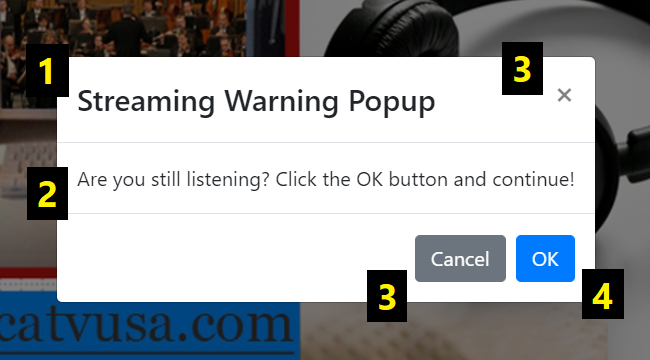 1
3
Streaming Warning Popup
×
2
Are you still listening? Click the OK button and continue!
Cancel
OK
3
4
catvusa.com